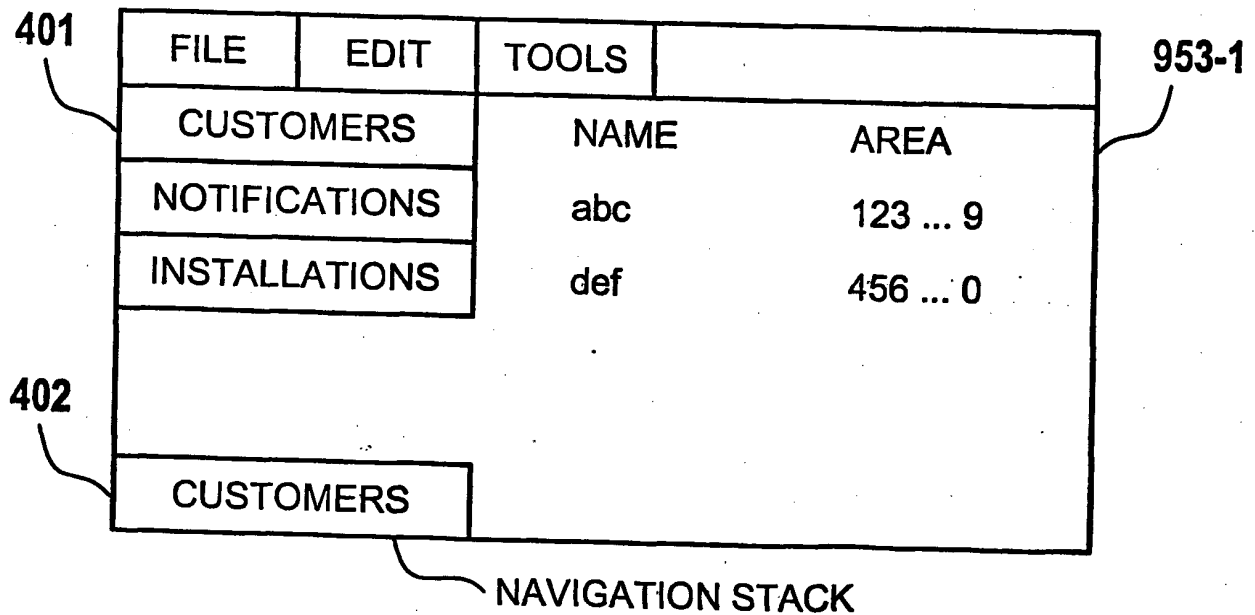 401 FILE EDIT TOOLS 953-1
CUSTOMERS NAME AREA
NOTIFICATIONS abc 123 ... 9
INSTALLATIONS def 456 ... 0
402
CUSTOMERS
NAVIGATION STACK